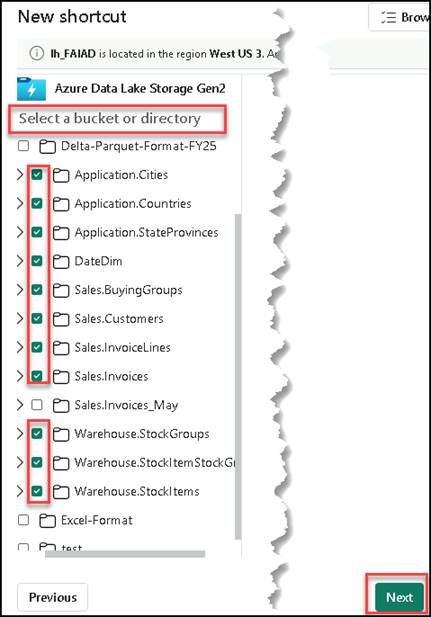 New shortcut
Brow
lh_FAIAD is located in the region West US 3. A
Azure Data Lake Storage Gen2
Select a bucket or directory
Delta-Parquet-Format-FY25
Application.Cities
Application.Countries
Application.StateProvinces
DateDim
Sales.BuyingGroups
Sales.Customers
Sales.InvoiceLines
Sales.Invoices
Sales.Invoices_May
Warehouse.StockGroups
Warehouse.StockItemStockGr
Warehouse.StockItems
Excel-Format
test
Previous
Next